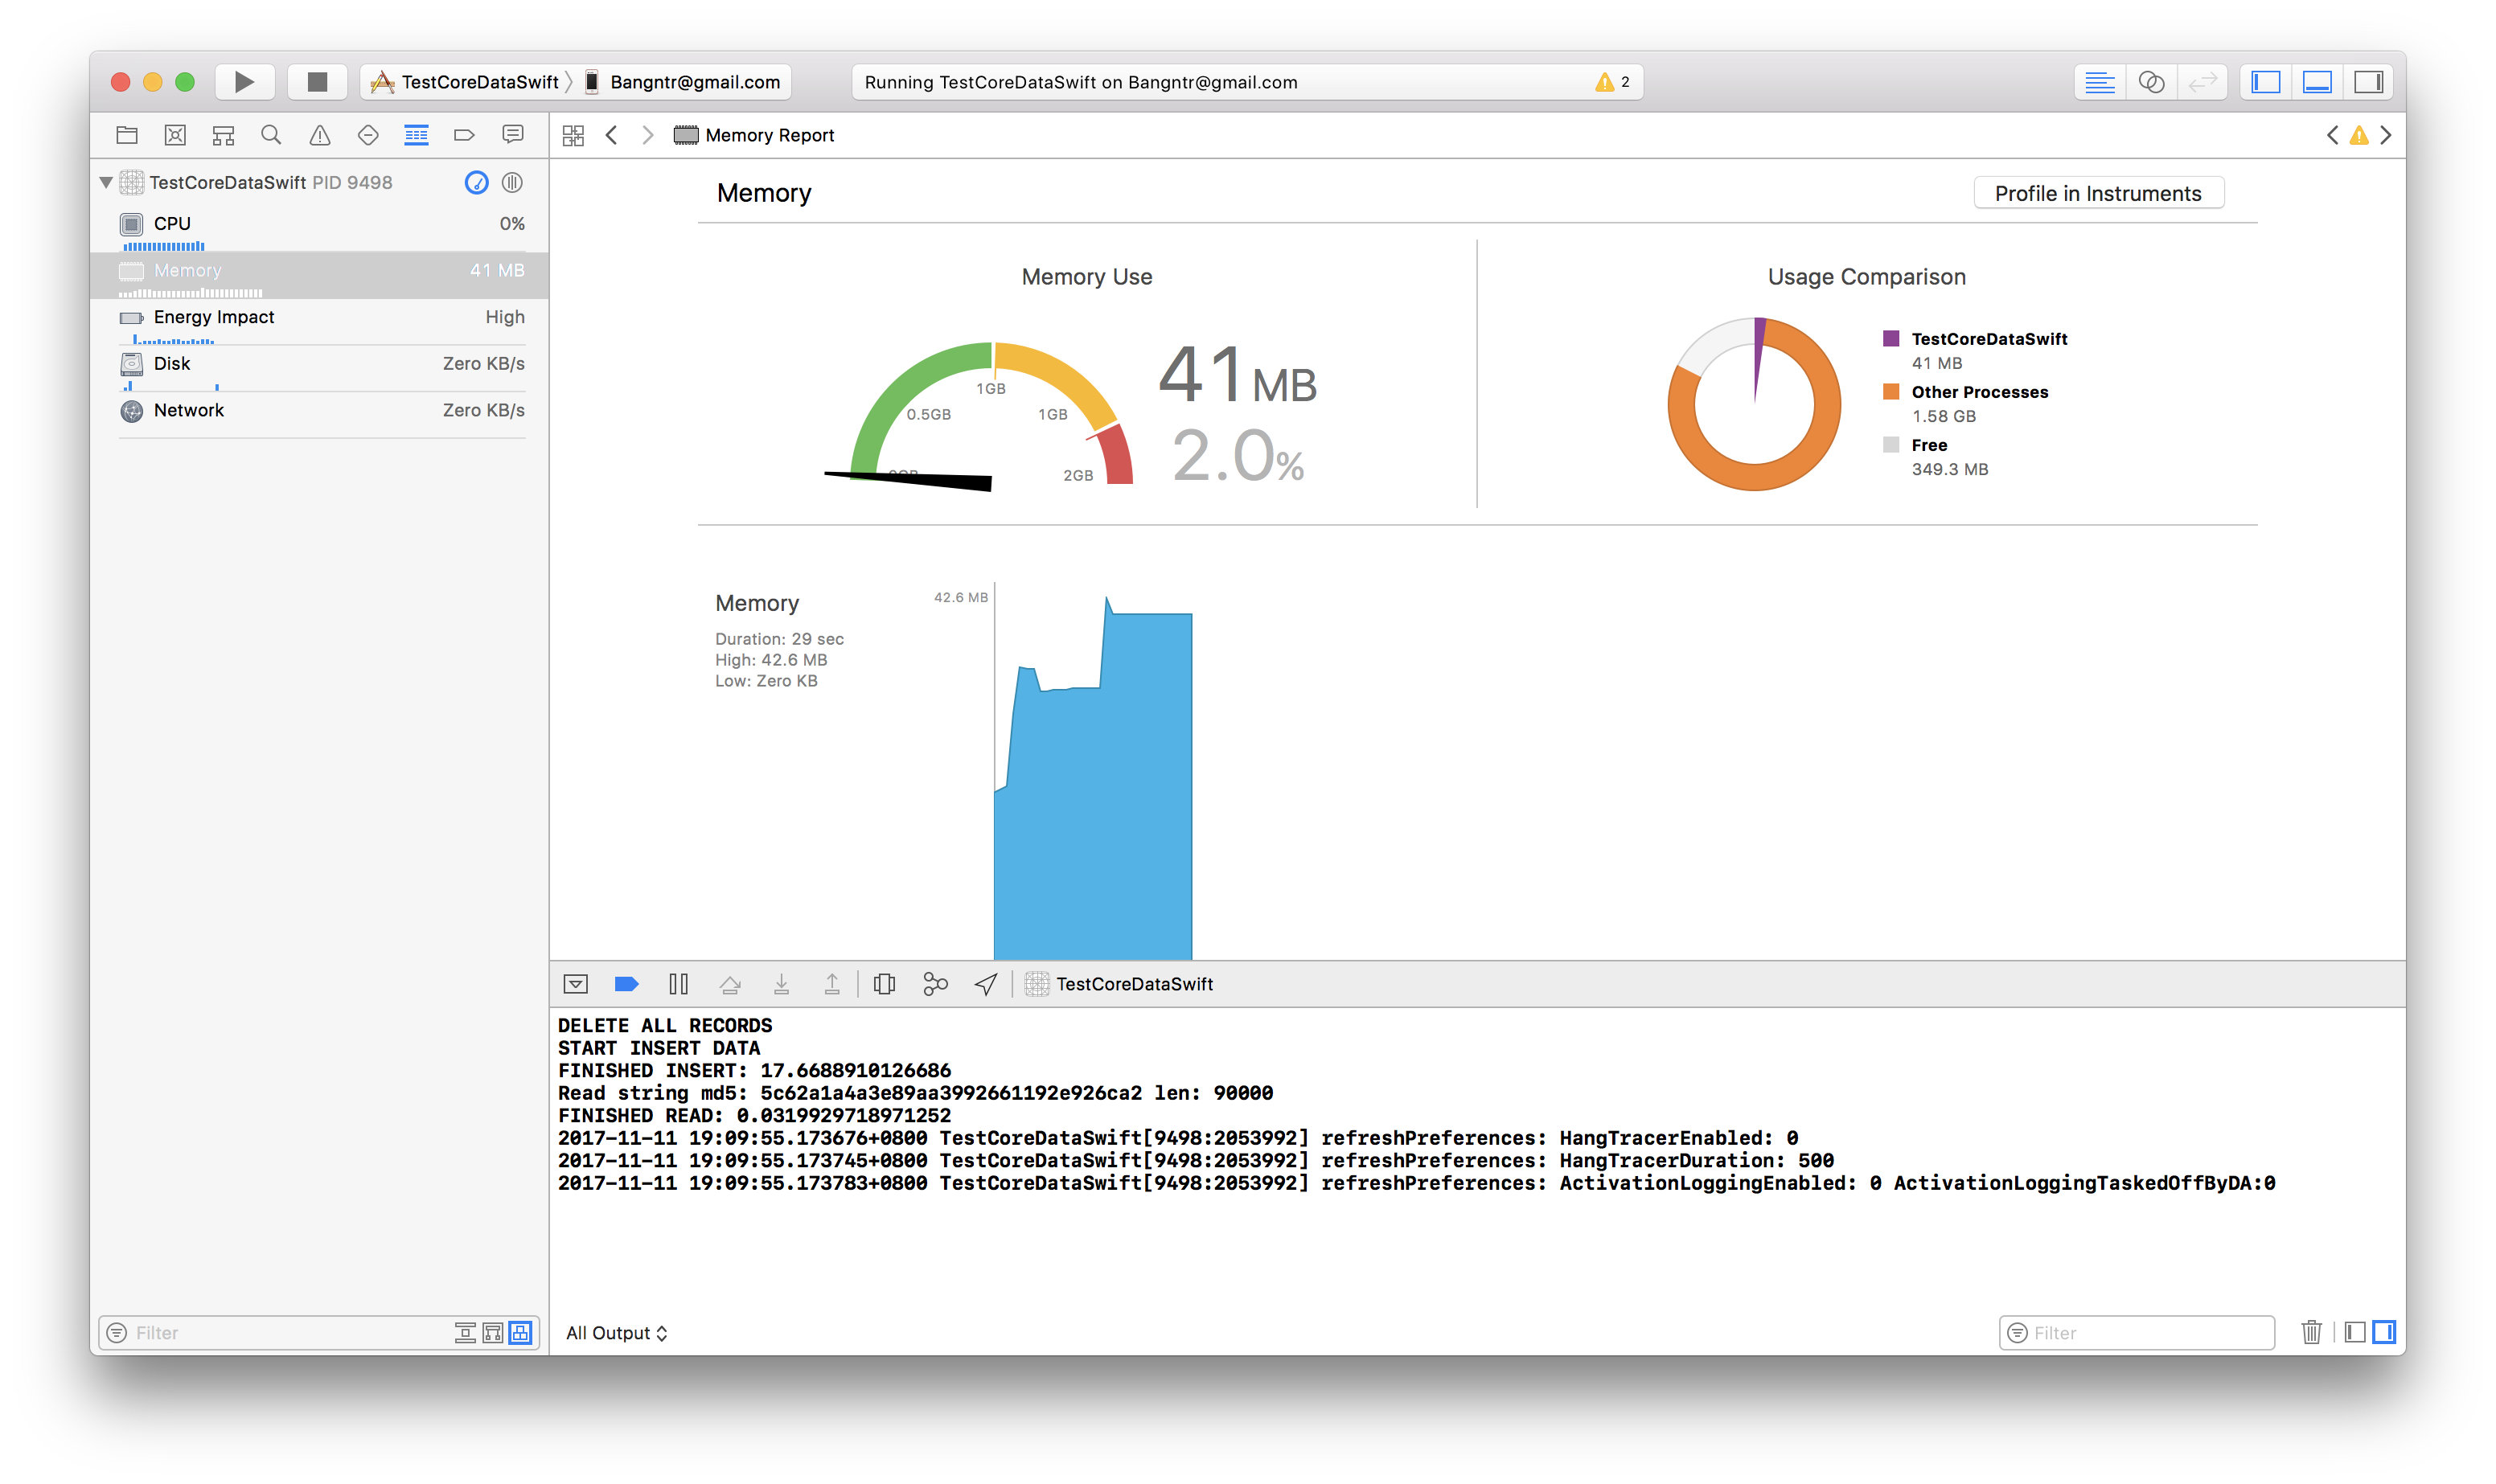 TestCoreDataSwift Bangntr@gmail.com
Running TestCoreDataSwift on Bangntr@gmail.com
2
Memory Report
TestCoreDataSwift PID 9498
CPU 0%
Memory 41 MB
Energy Impact High
Disk Zero KB/s
Network Zero KB/s
Memory
Profile in Instruments
Memory Use
0GB
0.5GB
1GB
1GB
2GB
41 MB
2.0%
Usage Comparison
TestCoreDataSwift
41 MB
Other Processes
1.58 GB
Free
349.3 MB
Memory
Duration: 29 sec
High: 42.6 MB
Low: Zero KB
42.6 MB
TestCoreDataSwift
DELETE ALL RECORDS
START INSERT DATA
FINISHED INSERT: 17.6688910126686
Read string md5: 5c62a1a4a3e89aa3992661192e926ca2 len: 90000
FINISHED READ: 0.0319929718971252
2017-11-11 19:09:55.173676+0800 TestCoreDataSwift[9498:2053992] refreshPreferences: HangTracerEnabled: 0
2017-11-11 19:09:55.173745+0800 TestCoreDataSwift[9498:2053992] refreshPreferences: HangTracerDuration: 500
2017-11-11 19:09:55.173783+0800 TestCoreDataSwift[9498:2053992] refreshPreferences: ActivationLoggingEnabled: 0 ActivationLoggingTaskedOffByDA:0
Filter
All Output
Filter